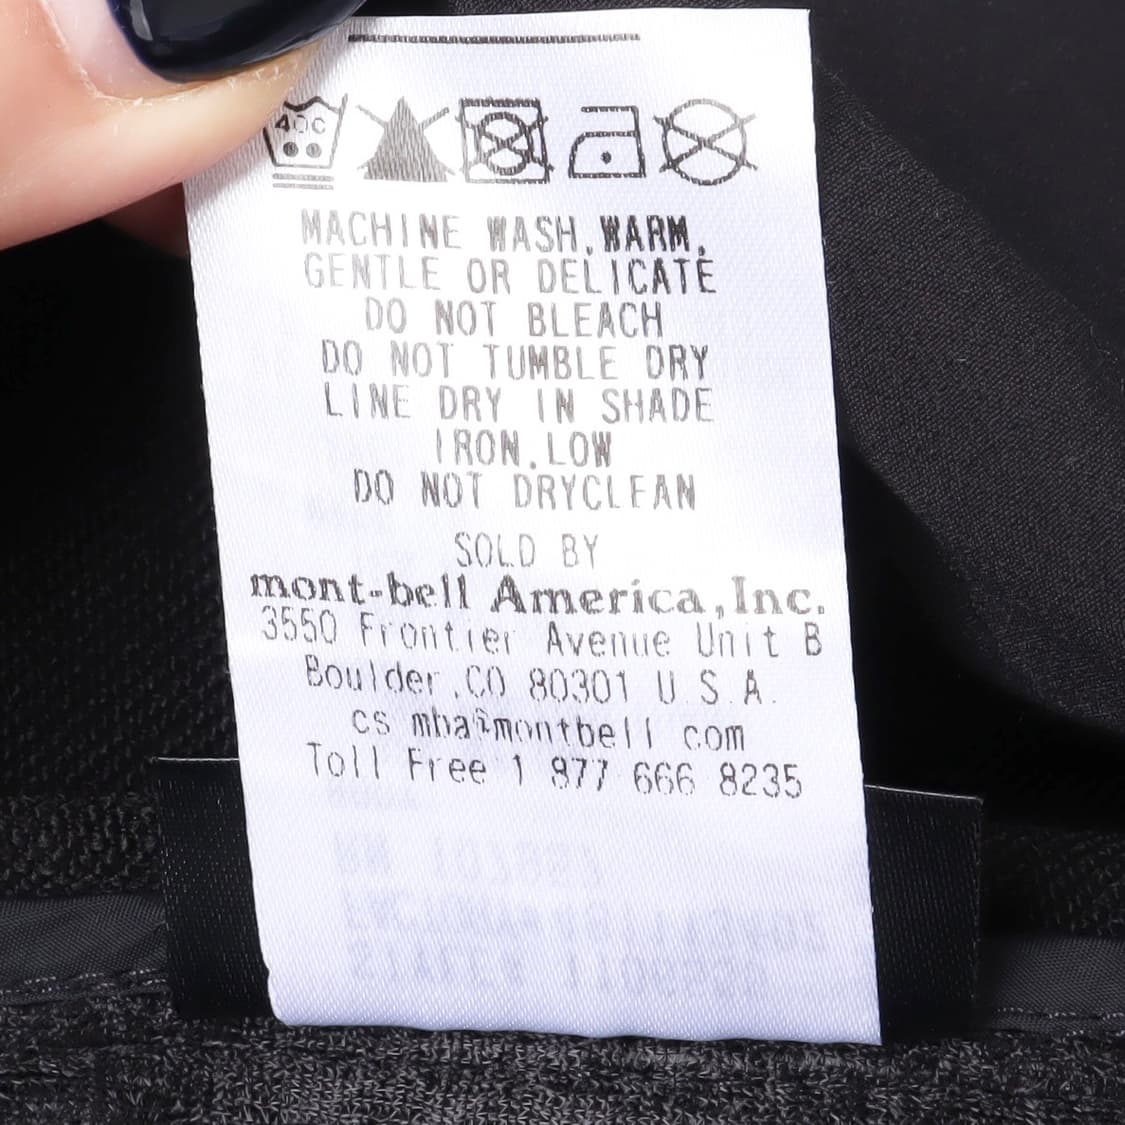 40C
MACHINE WASH.WARM.
GENTLE OR DELICATE
DO NOT BLEACH
DO NOT TUMBLE DRY
LINE DRY IN SHADE
IRON.LOW
DO NOT DRYCLEAN
SOLD BY
mont-bell America,Inc.
3550 Frontier Avenue Unit B
Boulder.CO 80301 U.S.A.
cs mba@montbell com
Toll Free 1 877 666 8235